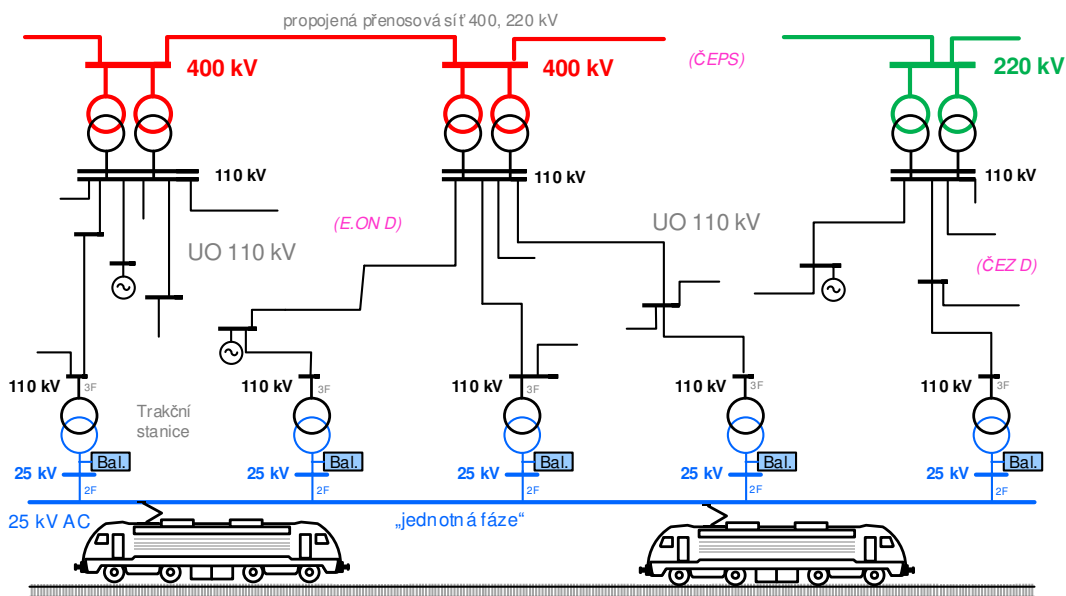 propojená přenosová síť 400, 220 kV
400 kV
400 kV
(ČEPS)
220 kV
110 kV
110 kV
110 kV
(E.ON D)
UO 110 kV
UO 110 kV
(ČEZ D)
110 kV
3F
110 kV
3F
110 kV
3F
110 kV
3F
110 kV
3F
Trakční
stanice
Bal.
Bal.
Bal.
Bal.
Bal.
25 kV
25 kV
25 kV
25 kV
25 kV
2F
2F
2F
2F
2F
25 kV AC
„jednotná fáze“